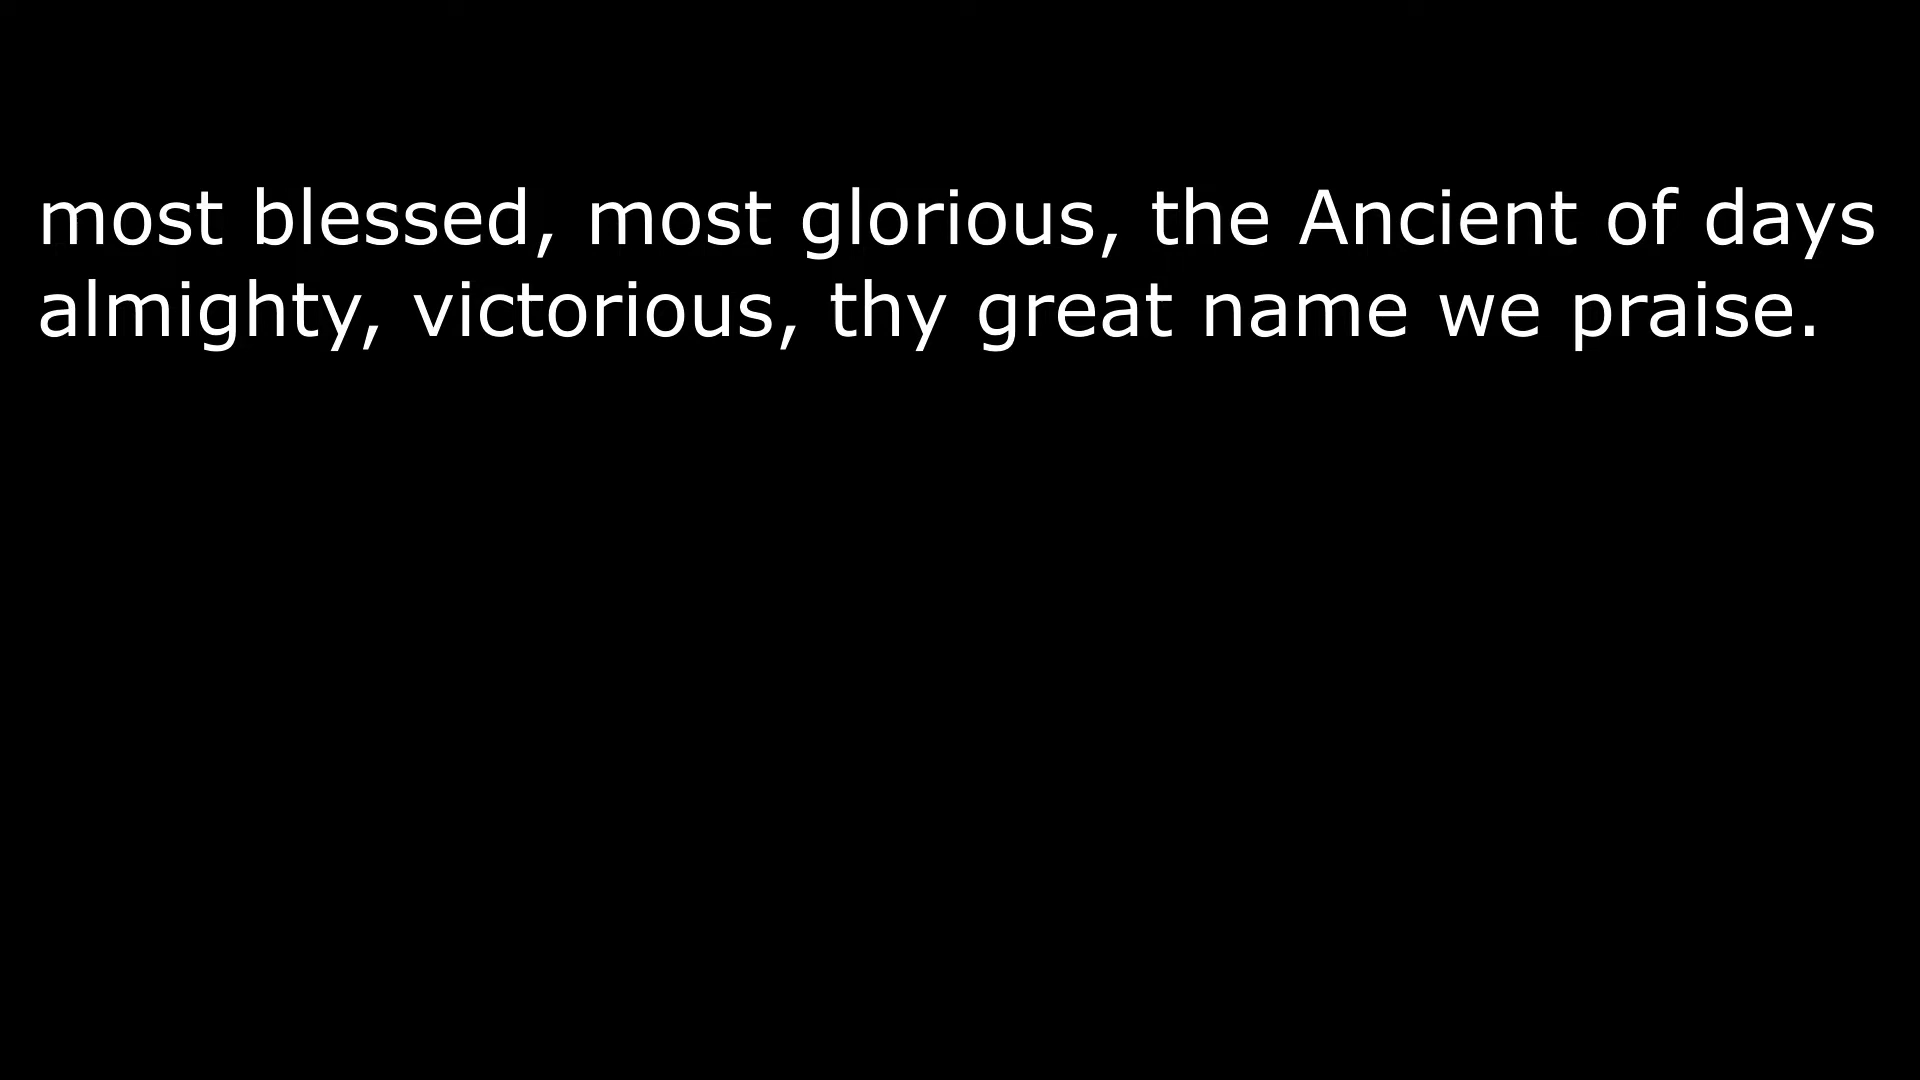 most blessed, most glorious, the Ancient of days
almighty, victorious, thy great name we praise.